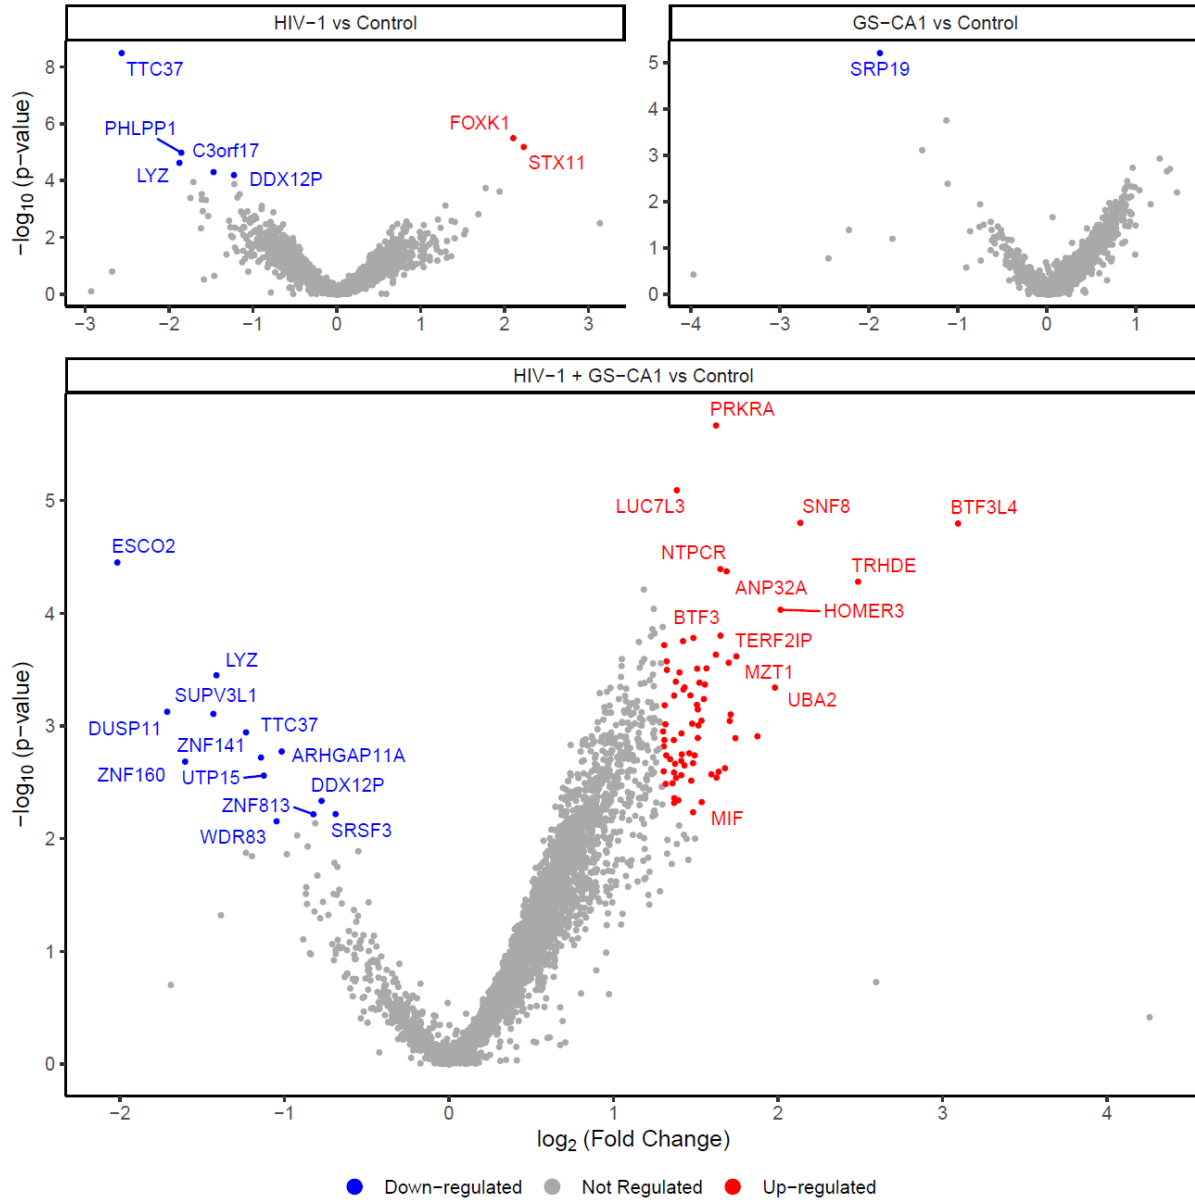 HIV−1 vs Control
GS−CA1 vs Control
−log10 (p−value)
8
6
4
2
0
TTC37
PHLPP1
C3orf17
LYZ
DDX12P
FOXK1
STX11
−3
−2
−1
0
1
2
3
5
4
3
2
1
0
SRP19
−4
−3
−2
−1
0
1
HIV−1 + GS−CA1 vs Control
−log10 (p−value)
5
4
3
2
1
0
PRKRA
LUC7L3
SNF8
BTF3L4
ESCO2
NTPCR
TRHDE
ANP32A
HOMER3
BTF3
TERF2IP
LYZ
MZT1
SUPV3L1
UBA2
DUSP11
TTC37
ZNF141
ARHGAP11A
ZNF160
UTP15
DDX12P
ZNF813
MIF
WDR83
SRSF3
−2
−1
0
1
2
3
4
log2 (Fold Change)
Down−regulated
Not Regulated
Up−regulated